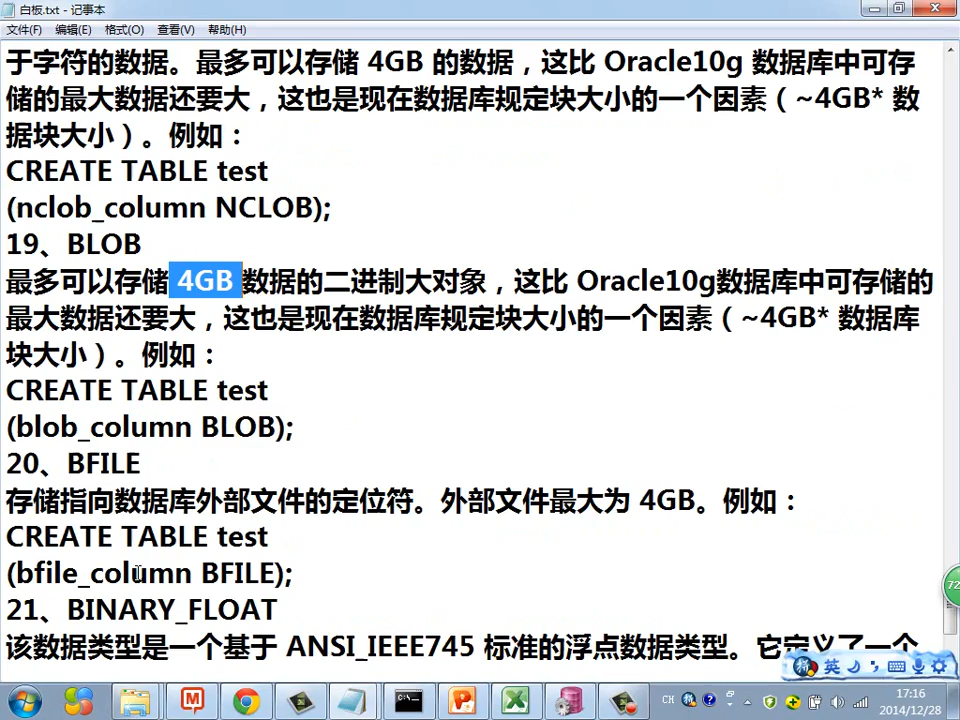 白板.txt - 记事本
文件(F) 编辑(E) 格式(O) 查看(V) 帮助(H)
于字符的数据。最多可以存储 4GB 的数据，这比 Oracle10g 数据库中可存
储的最大数据还要大，这也是现在数据库规定块大小的一个因素（~4GB* 数
据块大小）。例如：
CREATE TABLE test
(nclob_column NCLOB);
19、BLOB
最多可以存储 4GB 数据的二进制大对象，这比 Oracle10g数据库中可存储的
最大数据还要大，这也是现在数据库规定块大小的一个因素（~4GB* 数据库
块大小）。例如：
CREATE TABLE test
(blob_column BLOB);
20、BFILE
存储指向数据库外部文件的定位符。外部文件最大为 4GB。例如：
CREATE TABLE test
(bfile_column BFILE);
21、BINARY_FLOAT
该数据类型是一个基于 ANSI_IEEE745 标准的浮点数据类型。它定义了一个
72
英
CH
17:16
2014/12/28